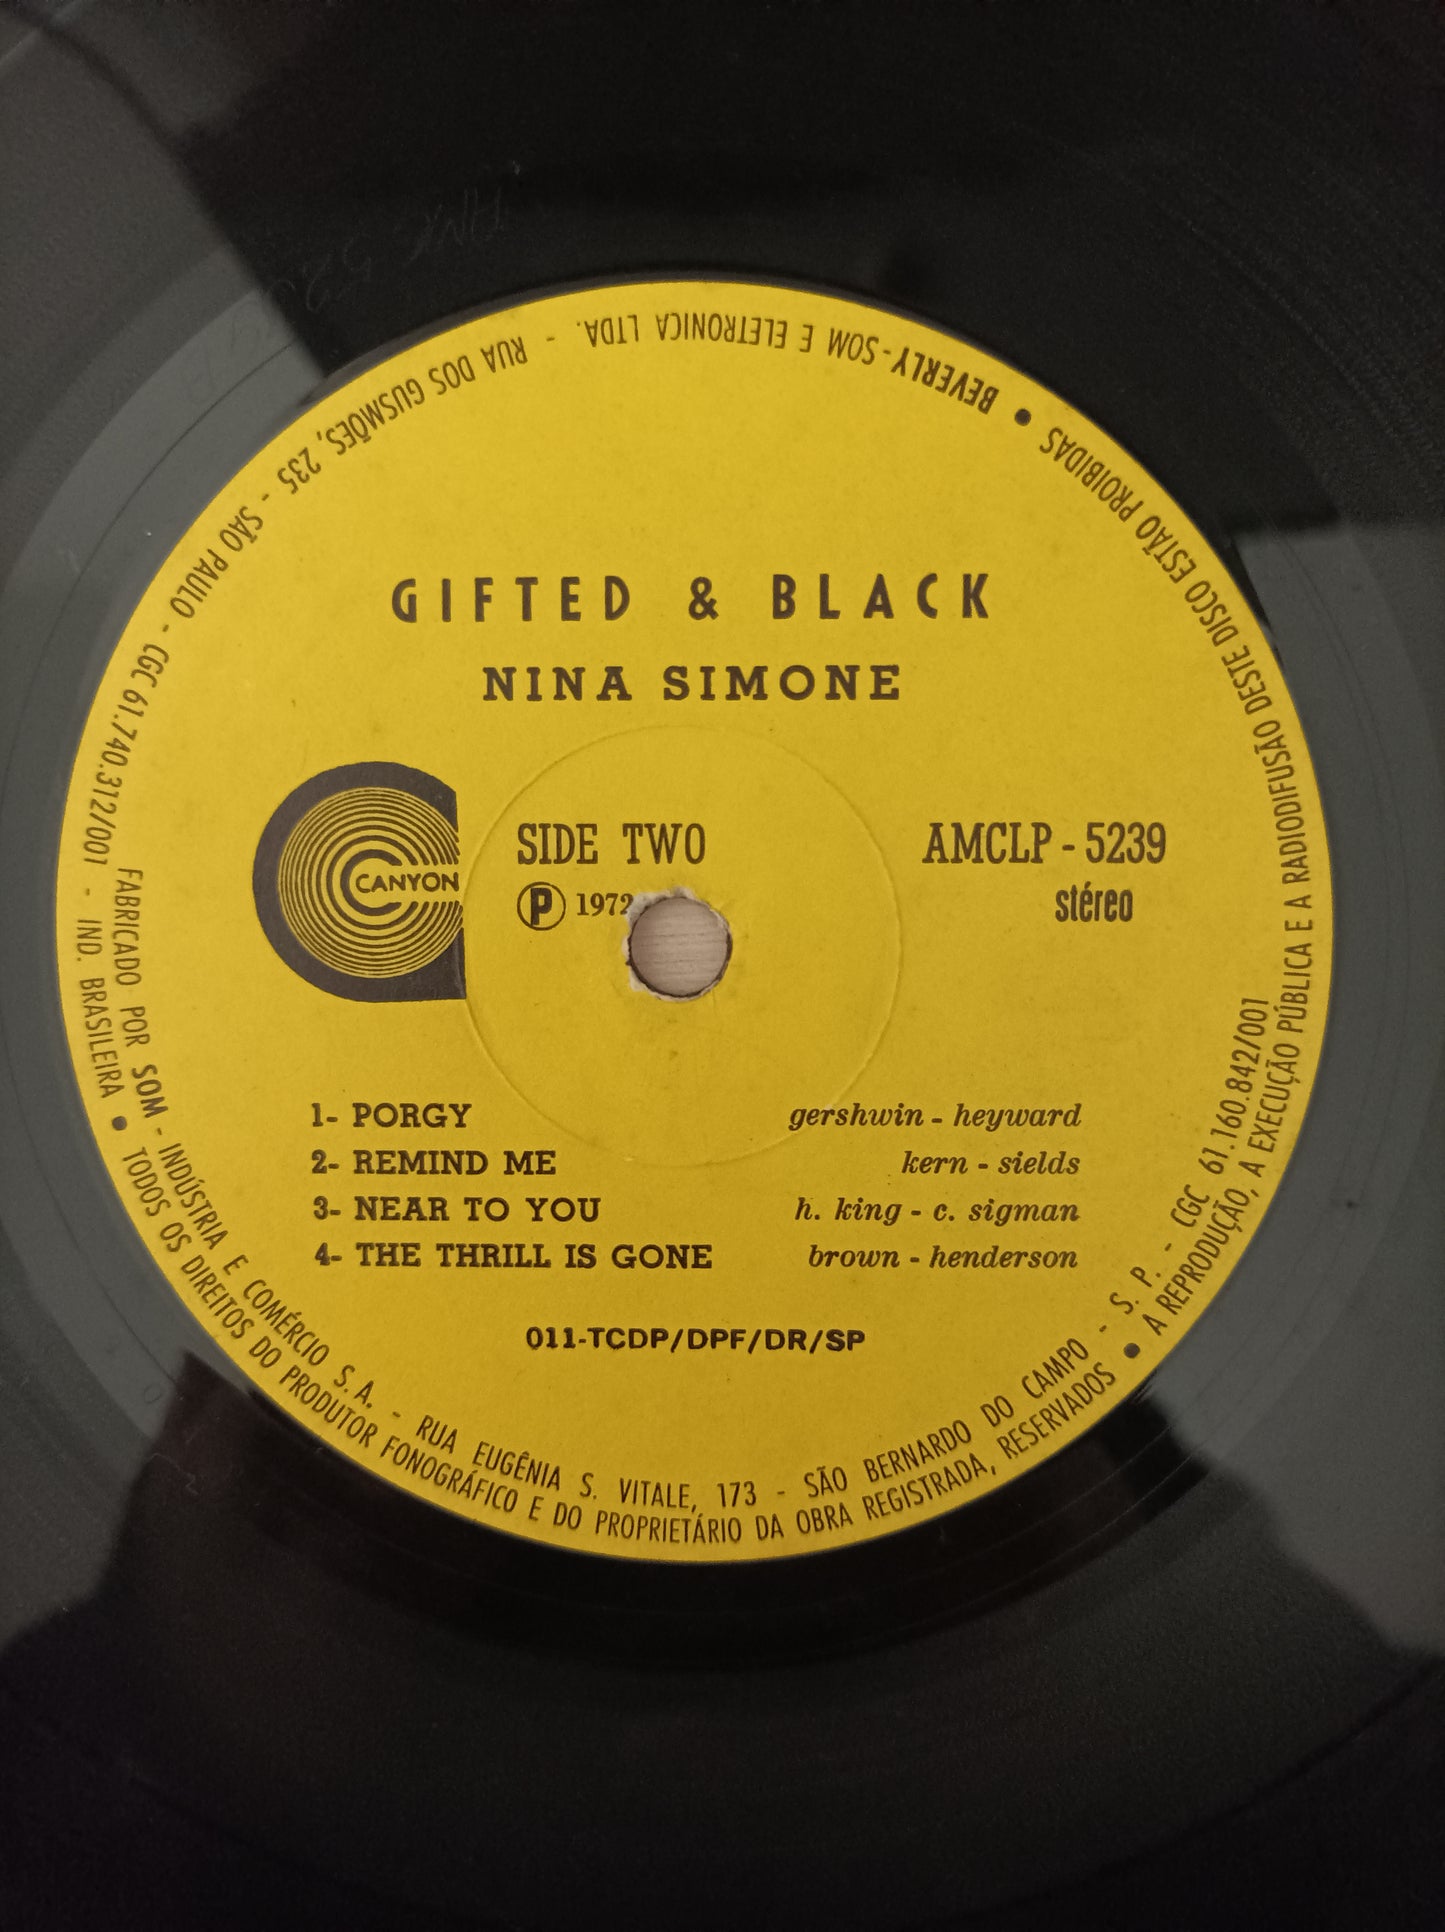 GIFTED & BLACK
NINA SIMONE
CANYON
SIDE TWO
P 1972
AMCLP - 5239
stéreo
1- PORGY gershwin - heyward
2- REMIND ME kern - sields
3- NEAR TO YOU h. king - c. sigman
4- THE THRILL IS GONE brown - henderson
011-TCDP/DPF/DR/SP
FABRICADO POR SOM - INDÚSTRIA E COMÉRCIO S. A. - RUA EUGÊNIA S. VITALE, 173 - SÃO BERNARDO DO CAMPO - S. P. - CGC 61.160.842/001
BEVERLY-SOM E ELETRONICA LTDA. - RUA DOS GUSMÕES, 235 - SÃO PAULO - CGC 61.740.312/001 - IND. BRASILEIRA • TODOS OS DIREITOS DO PRODUTOR FONOGRÁFICO E DO PROPRIETÁRIO DA OBRA REGISTRADA, RESERVADOS • A REPRODUÇÃO, A EXECUÇÃO PÚBLICA E A RADIODIFUSÃO DESTE DISCO ESTÃO PROIBIDAS •